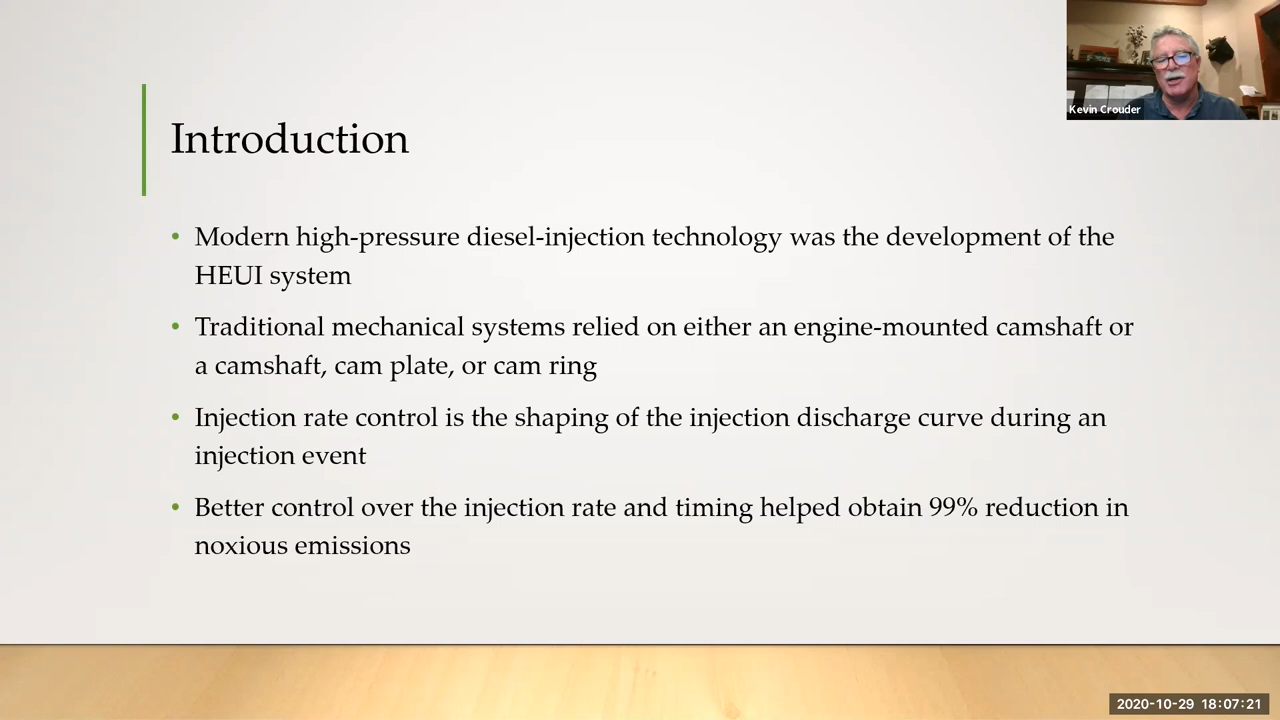 Kevin Crouder
Introduction
• Modern high-pressure diesel-injection technology was the development of the
HEUI system
• Traditional mechanical systems relied on either an engine-mounted camshaft or
a camshaft, cam plate, or cam ring
• Injection rate control is the shaping of the injection discharge curve during an
injection event
• Better control over the injection rate and timing helped obtain 99% reduction in
noxious emissions
2020-10-29 18:07:21